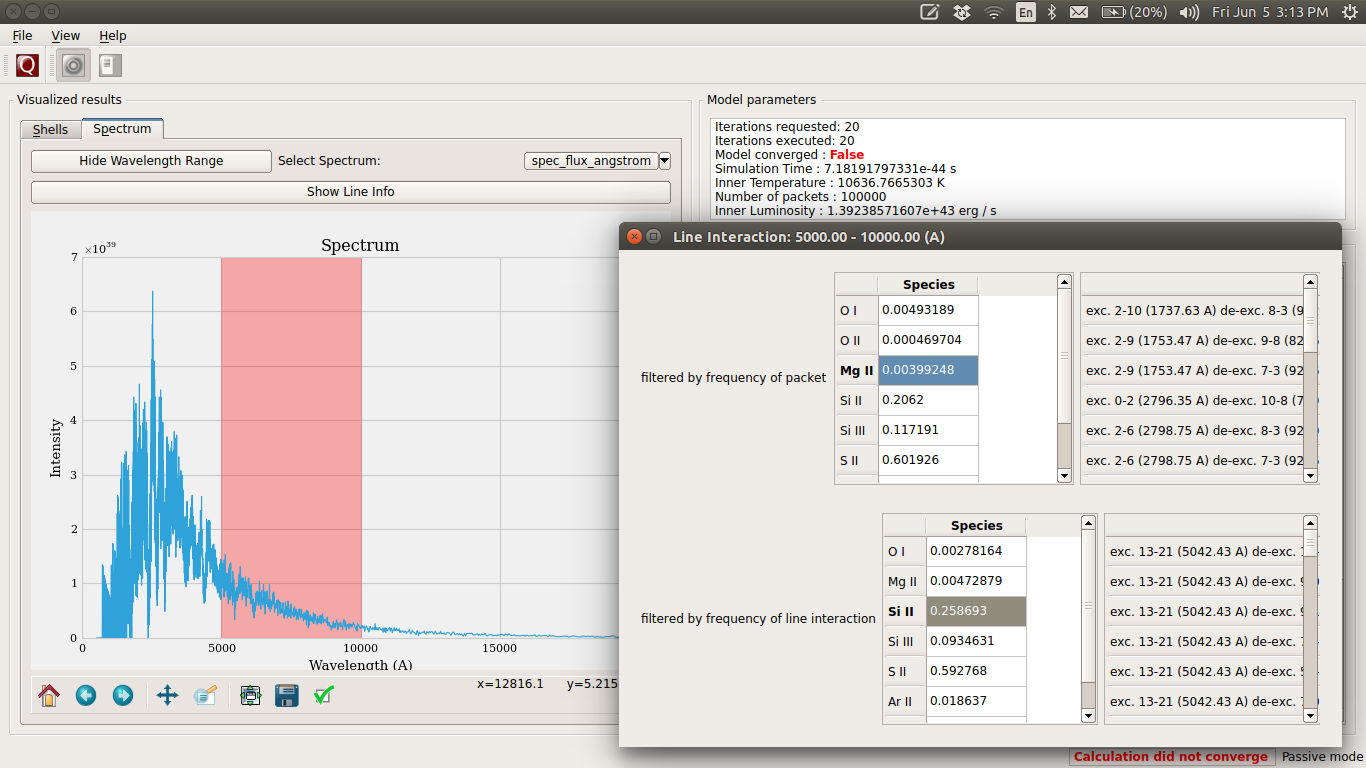 En (20%) Fri Jun 5 3:13 PM
File View Help
Q
Visualized results
Shells Spectrum
Hide Wavelength Range Select Spectrum: spec_flux_angstrom
Show Line Info
Spectrum
×10^39
7
6
5
4
3
2
1
0
Intensity
0 5000 10000 15000
Wavelength (A)
x=12816.1 y=5.215
Model parameters
Iterations requested: 20
Iterations executed: 20
Model converged : False
Simulation Time : 7.18191797331e-44 s
Inner Temperature : 10636.7665303 K
Number of packets : 100000
Inner Luminosity : 1.39238571607e+43 erg / s
Line Interaction: 5000.00 - 10000.00 (A)
filtered by frequency of packet
Species
O I 0.00493189
O II 0.000469704
Mg II 0.00399248
Si II 0.2062
Si III 0.117191
S II 0.601926
exc. 2-10 (1737.63 A) de-exc. 8-3 (9
exc. 2-9 (1753.47 A) de-exc. 9-8 (82
exc. 2-9 (1753.47 A) de-exc. 7-3 (92
exc. 0-2 (2796.35 A) de-exc. 10-8 (7
exc. 2-6 (2798.75 A) de-exc. 8-3 (92
exc. 2-6 (2798.75 A) de-exc. 7-3 (92
filtered by frequency of line interaction
Species
O I 0.00278164
Mg II 0.00472879
Si II 0.258693
Si III 0.0934631
S II 0.592768
Ar II 0.018637
exc. 13-21 (5042.43 A) de-exc.
exc. 13-21 (5042.43 A) de-exc. 9
exc. 13-21 (5042.43 A) de-exc. 9
exc. 13-21 (5042.43 A) de-exc. 7
exc. 13-21 (5042.43 A) de-exc. 5
exc. 13-21 (5042.43 A) de-exc.
Calculation did not converge Passive mode